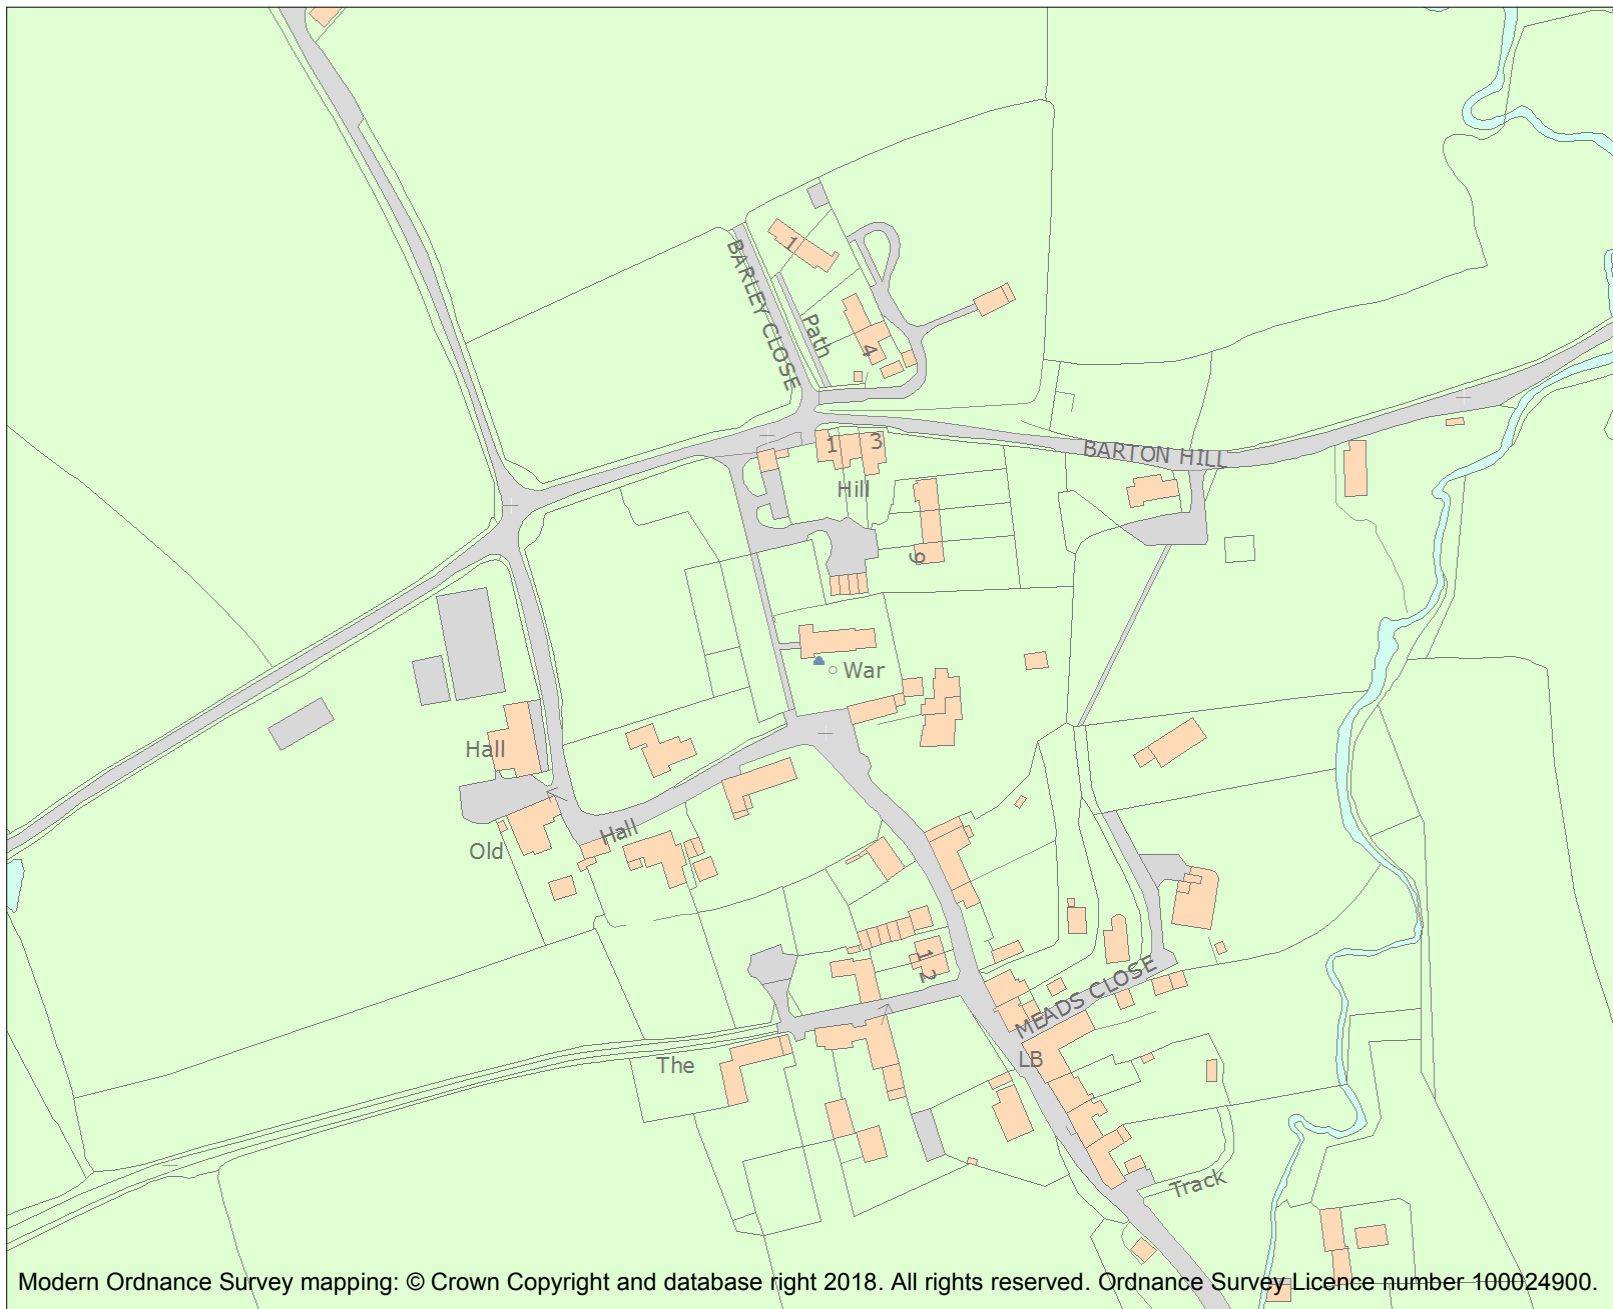 1
BARLEY CLOSE
Path
4
1
3
BARTON HILL
Hill
9
War
Hall
Hall
Old
1
2
MEADS CLOSE
LB
The
Track
Modern Ordnance Survey mapping: © Crown Copyright and database right 2018. All rights reserved. Ordnance Survey Licence number 100024900.